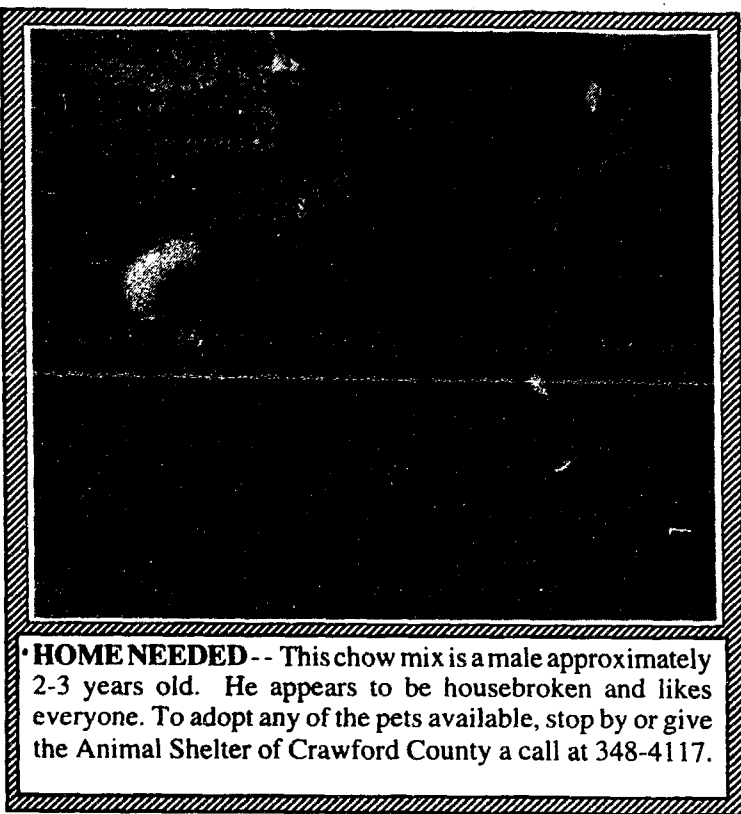 HOME NEEDED -- This chow mix is a male approximately
2-3 years old. He appears to be housebroken and likes
everyone. To adopt any of the pets available, stop by or give
the Animal Shelter of Crawford County a call at 348-4117.